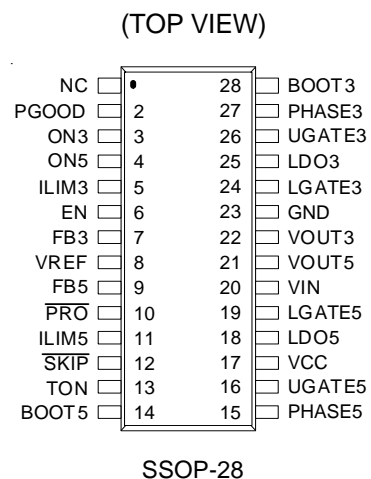 (TOP VIEW)
NC 28 BOOT3
PGOOD 2 27 PHASE3
ON3 3 26 UGATE3
ON5 4 25 LDO3
ILIM3 5 24 LGATE3
EN 6 23 GND
FB3 7 22 VOUT3
VREF 8 21 VOUT5
FB5 9 20 VIN
PRO 10 19 LGATE5
ILIM5 11 18 LDO5
SKIP 12 17 VCC
TON 13 16 UGATE5
BOOT5 14 15 PHASE5
SSOP-28